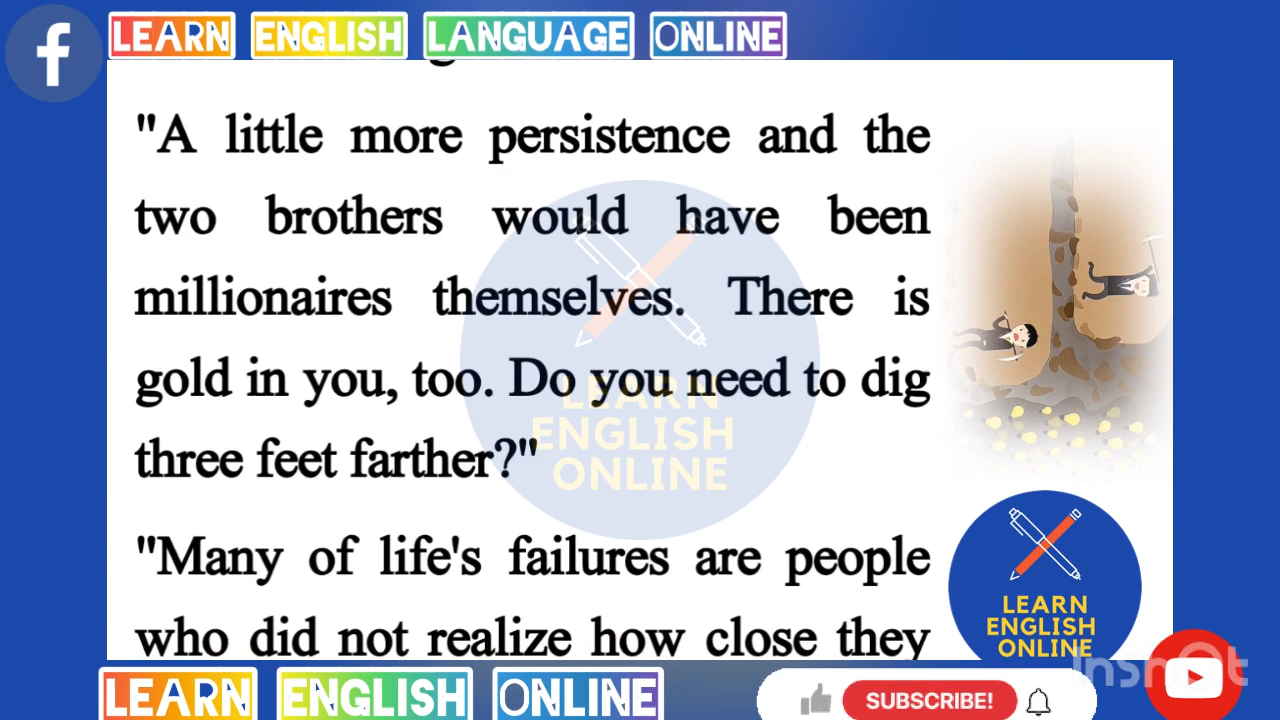 LEARN ENGLISH LANGUAGE ONLINE
"A little more persistence and the
two brothers would have been
millionaires themselves. There is
gold in you, too. Do you need to dig
three feet farther?"
"Many of life's failures are people
who did not realize how close they
LEARN
ENGLISH
ONLINE
LEARN
ENGLISH
ONLINE
LEARN ENGLISH ONLINE
SUBSCRIBE!
InShOt